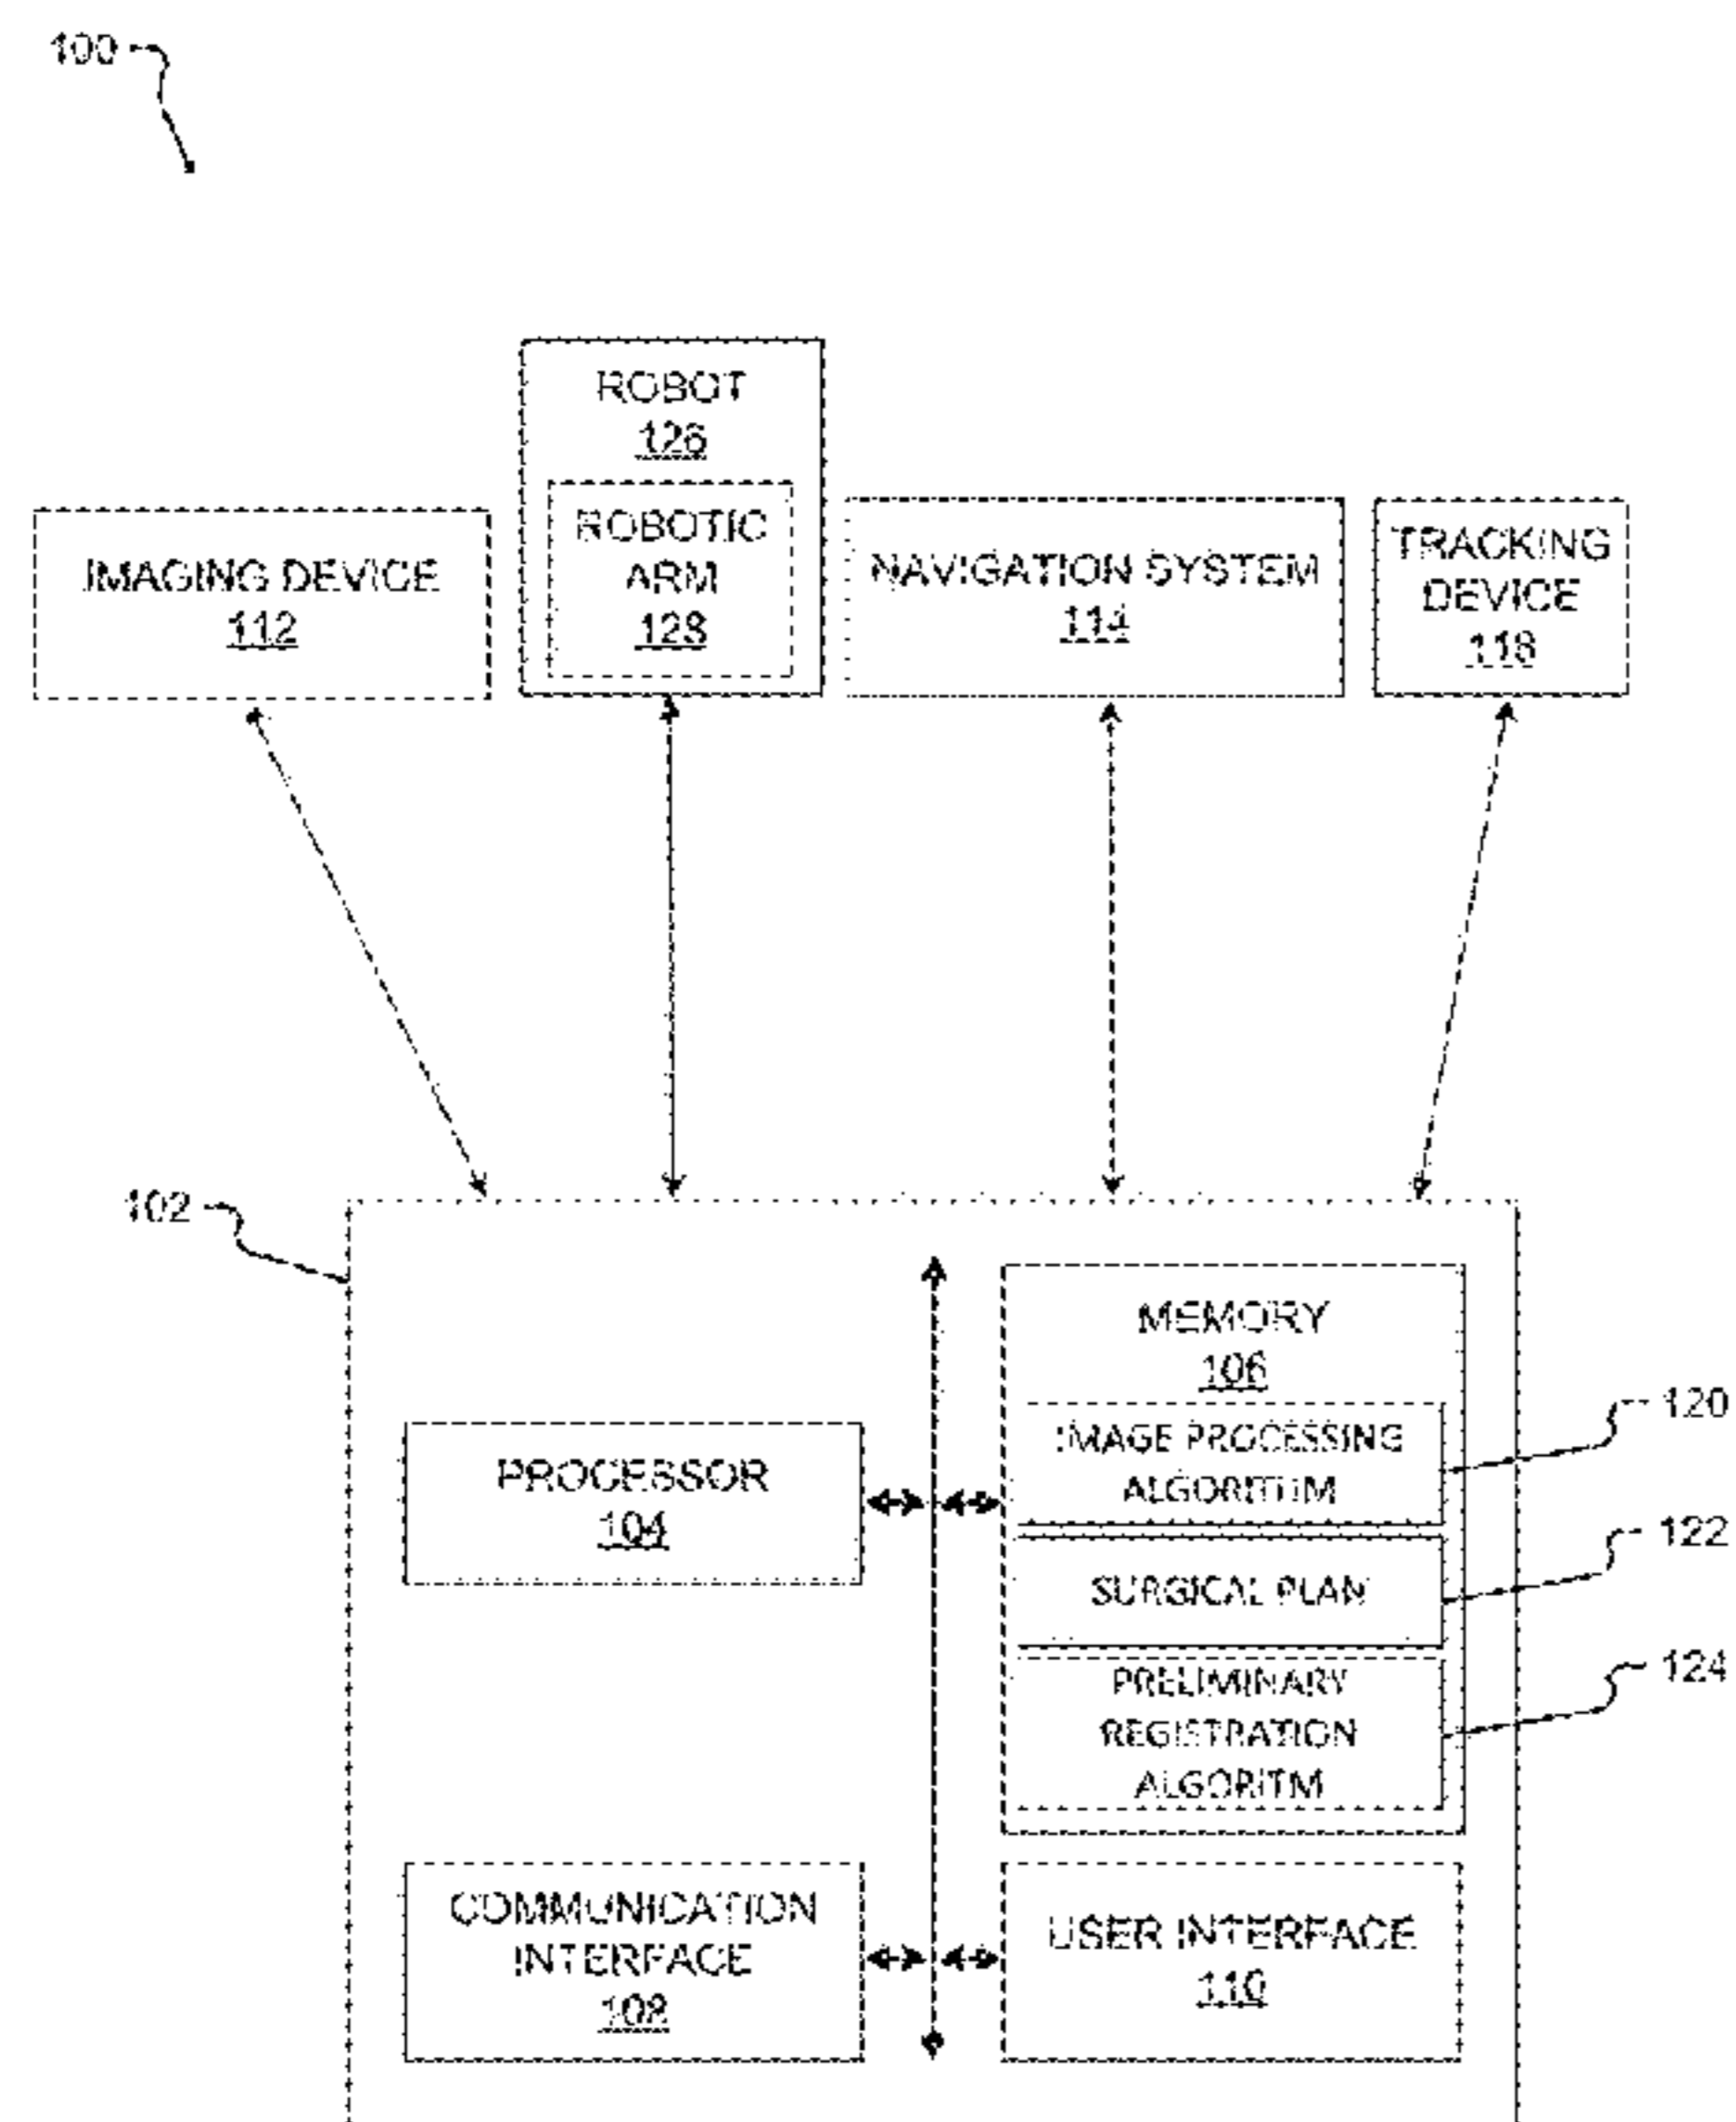 100
ROBOT
126
ROBOTIC
ARM
128
IMAGING DEVICE
112
NAVIGATION SYSTEM
114
TRACKING
DEVICE
118
102
MEMORY
106
IMAGE PROCESSING
ALGORITHM
120
PROCESSOR
104
SURGICAL PLAN
122
PRELIMINARY
REGISTRATION
ALGORITM
124
COMMUNICATION
INTERFACE
108
USER INTERFACE
110